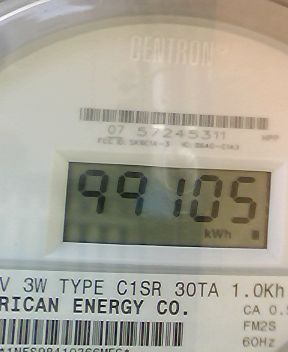 CENTRON
07 57245311
99105
kWh
V 3W TYPE C1SR 30TA 1.0Kh
RICAN ENERGY CO.
CA 0.
FM2S
60Hz